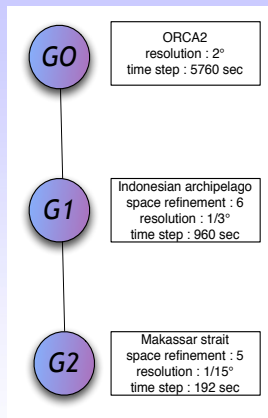 GO
ORCA2
resolution : 2°
time step : 5760 sec
G1
Indonesian archipelago
space refinement : 6
resolution : 1/3°
time step : 960 sec
G2
Makassar strait
space refinement : 5
resolution : 1/15°
time step : 192 sec